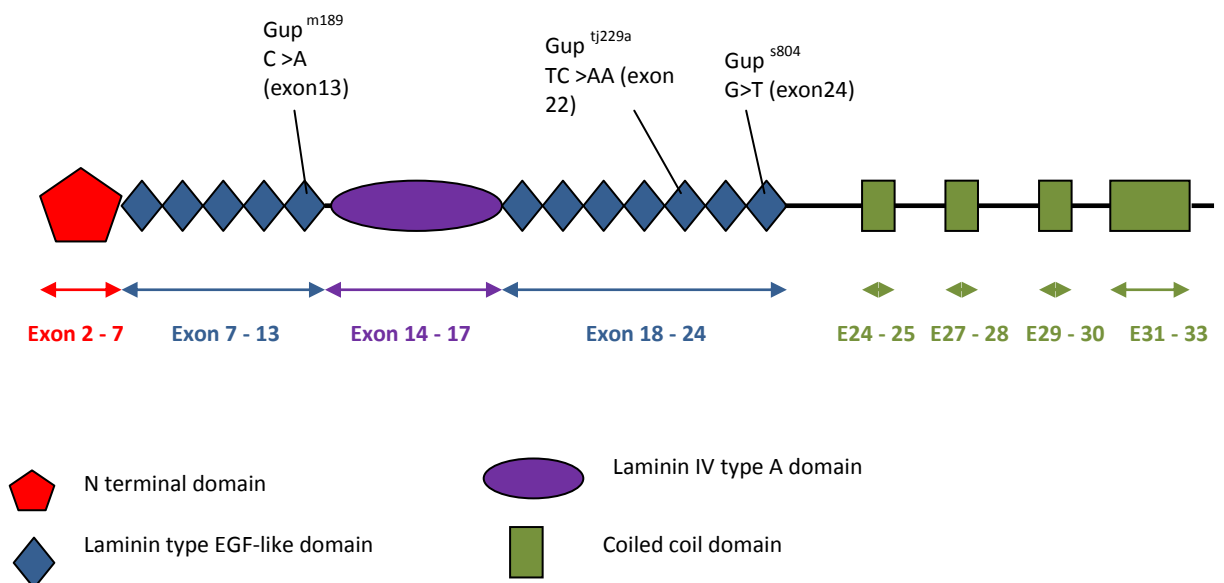 Gup m189
C >A
(exon13)
Gup tj229a
TC >AA (exon
22)
Gup s804
G>T (exon24)
Exon 2 - 7
Exon 7 - 13
Exon 14 - 17
Exon 18 - 24
E24 - 25
E27 - 28
E29 - 30
E31 - 33
N terminal domain
Laminin IV type A domain
Laminin type EGF-like domain
Coiled coil domain